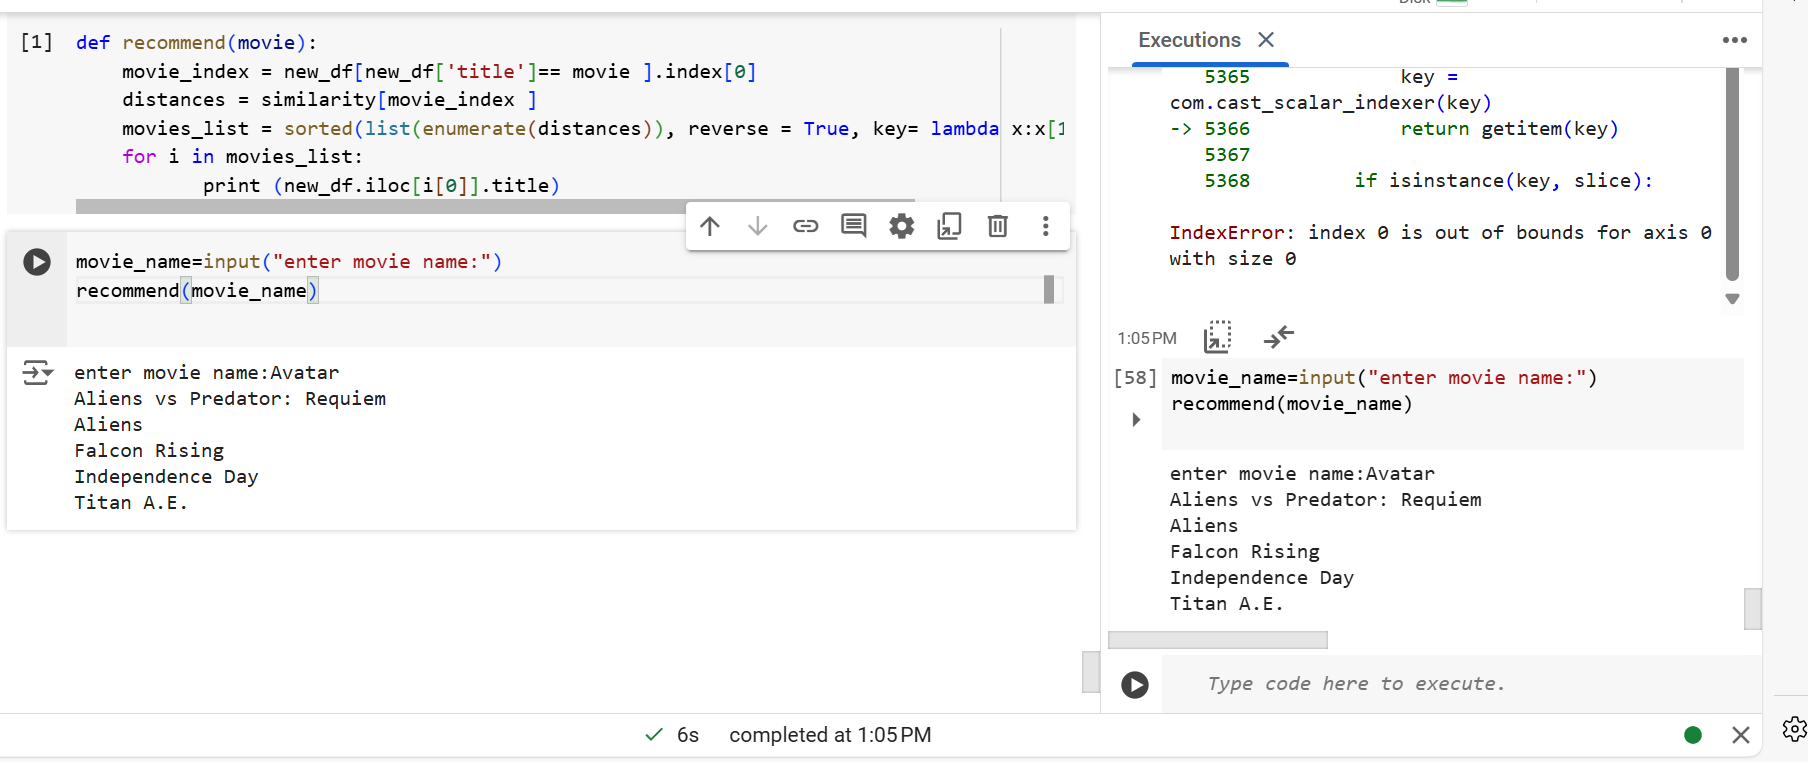 [1] def recommend(movie):
movie_index = new_df[new_df['title']== movie ].index[0]
distances = similarity[movie_index ]
movies_list = sorted(list(enumerate(distances)), reverse = True, key= lambda x:x[1
for i in movies_list:
print (new_df.iloc[i[0]].title)
movie_name=input("enter movie name:")
recommend(movie_name)
enter movie name:Avatar
Aliens vs Predator: Requiem
Aliens
Falcon Rising
Independence Day
Titan A.E.
Executions
5365 key =
com.cast_scalar_indexer(key)
-> 5366 return getitem(key)
5367
5368 if isinstance(key, slice):
IndexError: index 0 is out of bounds for axis 0
with size 0
1:05 PM
[58] movie_name=input("enter movie name:")
recommend(movie_name)
enter movie name:Avatar
Aliens vs Predator: Requiem
Aliens
Falcon Rising
Independence Day
Titan A.E.
Type code here to execute.
6s completed at 1:05 PM